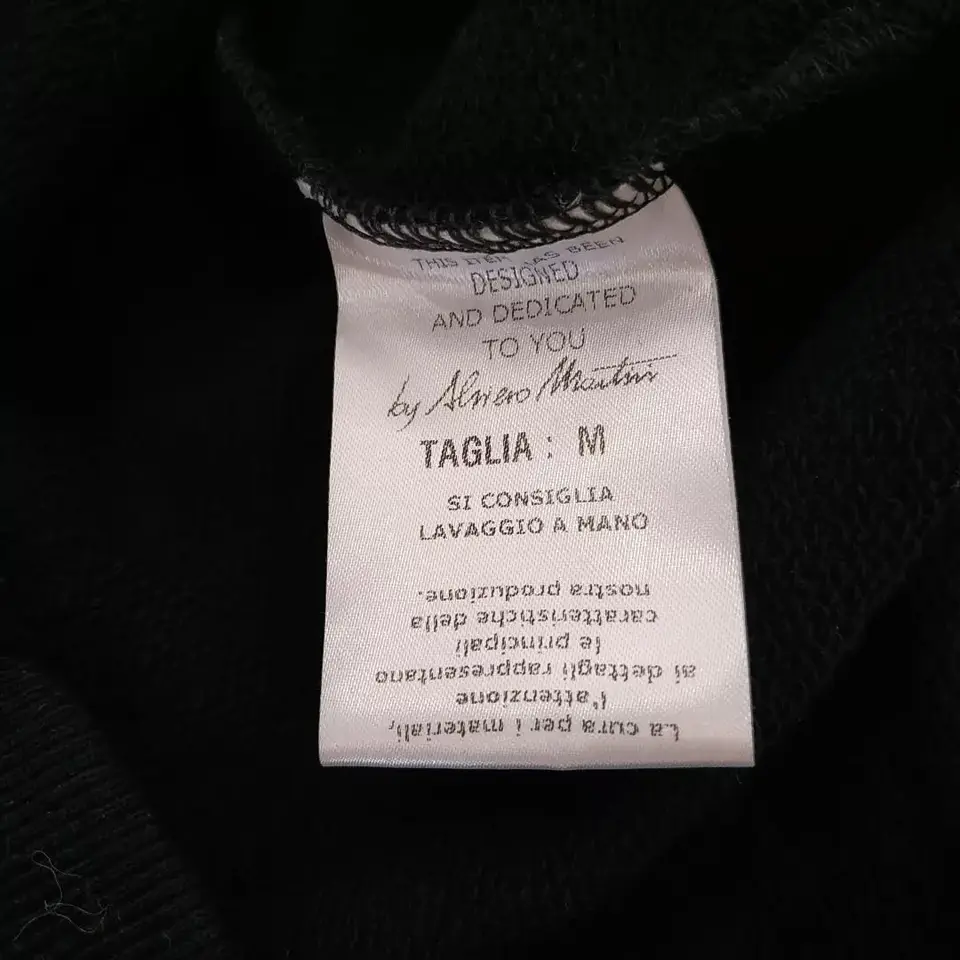 THIS ITEM HAS BEEN
DESIGNED
AND DEDICATED
TO YOU
by Alviero Martini
TAGLIA : M
SI CONSIGLIA
LAVAGGIO A MANO
La cura per i materiali,
l'attenzione
ai dettagli rappresentano
le principali
caratteristiche della
nostra produzione.